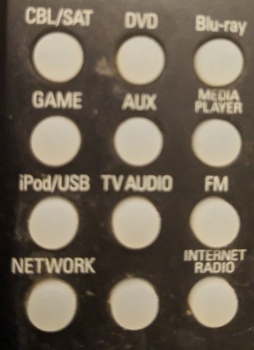 CBL/SAT DVD Blu-ray
GAME AUX MEDIA
PLAYER
iPod/USB TV AUDIO FM
NETWORK INTERNET
RADIO